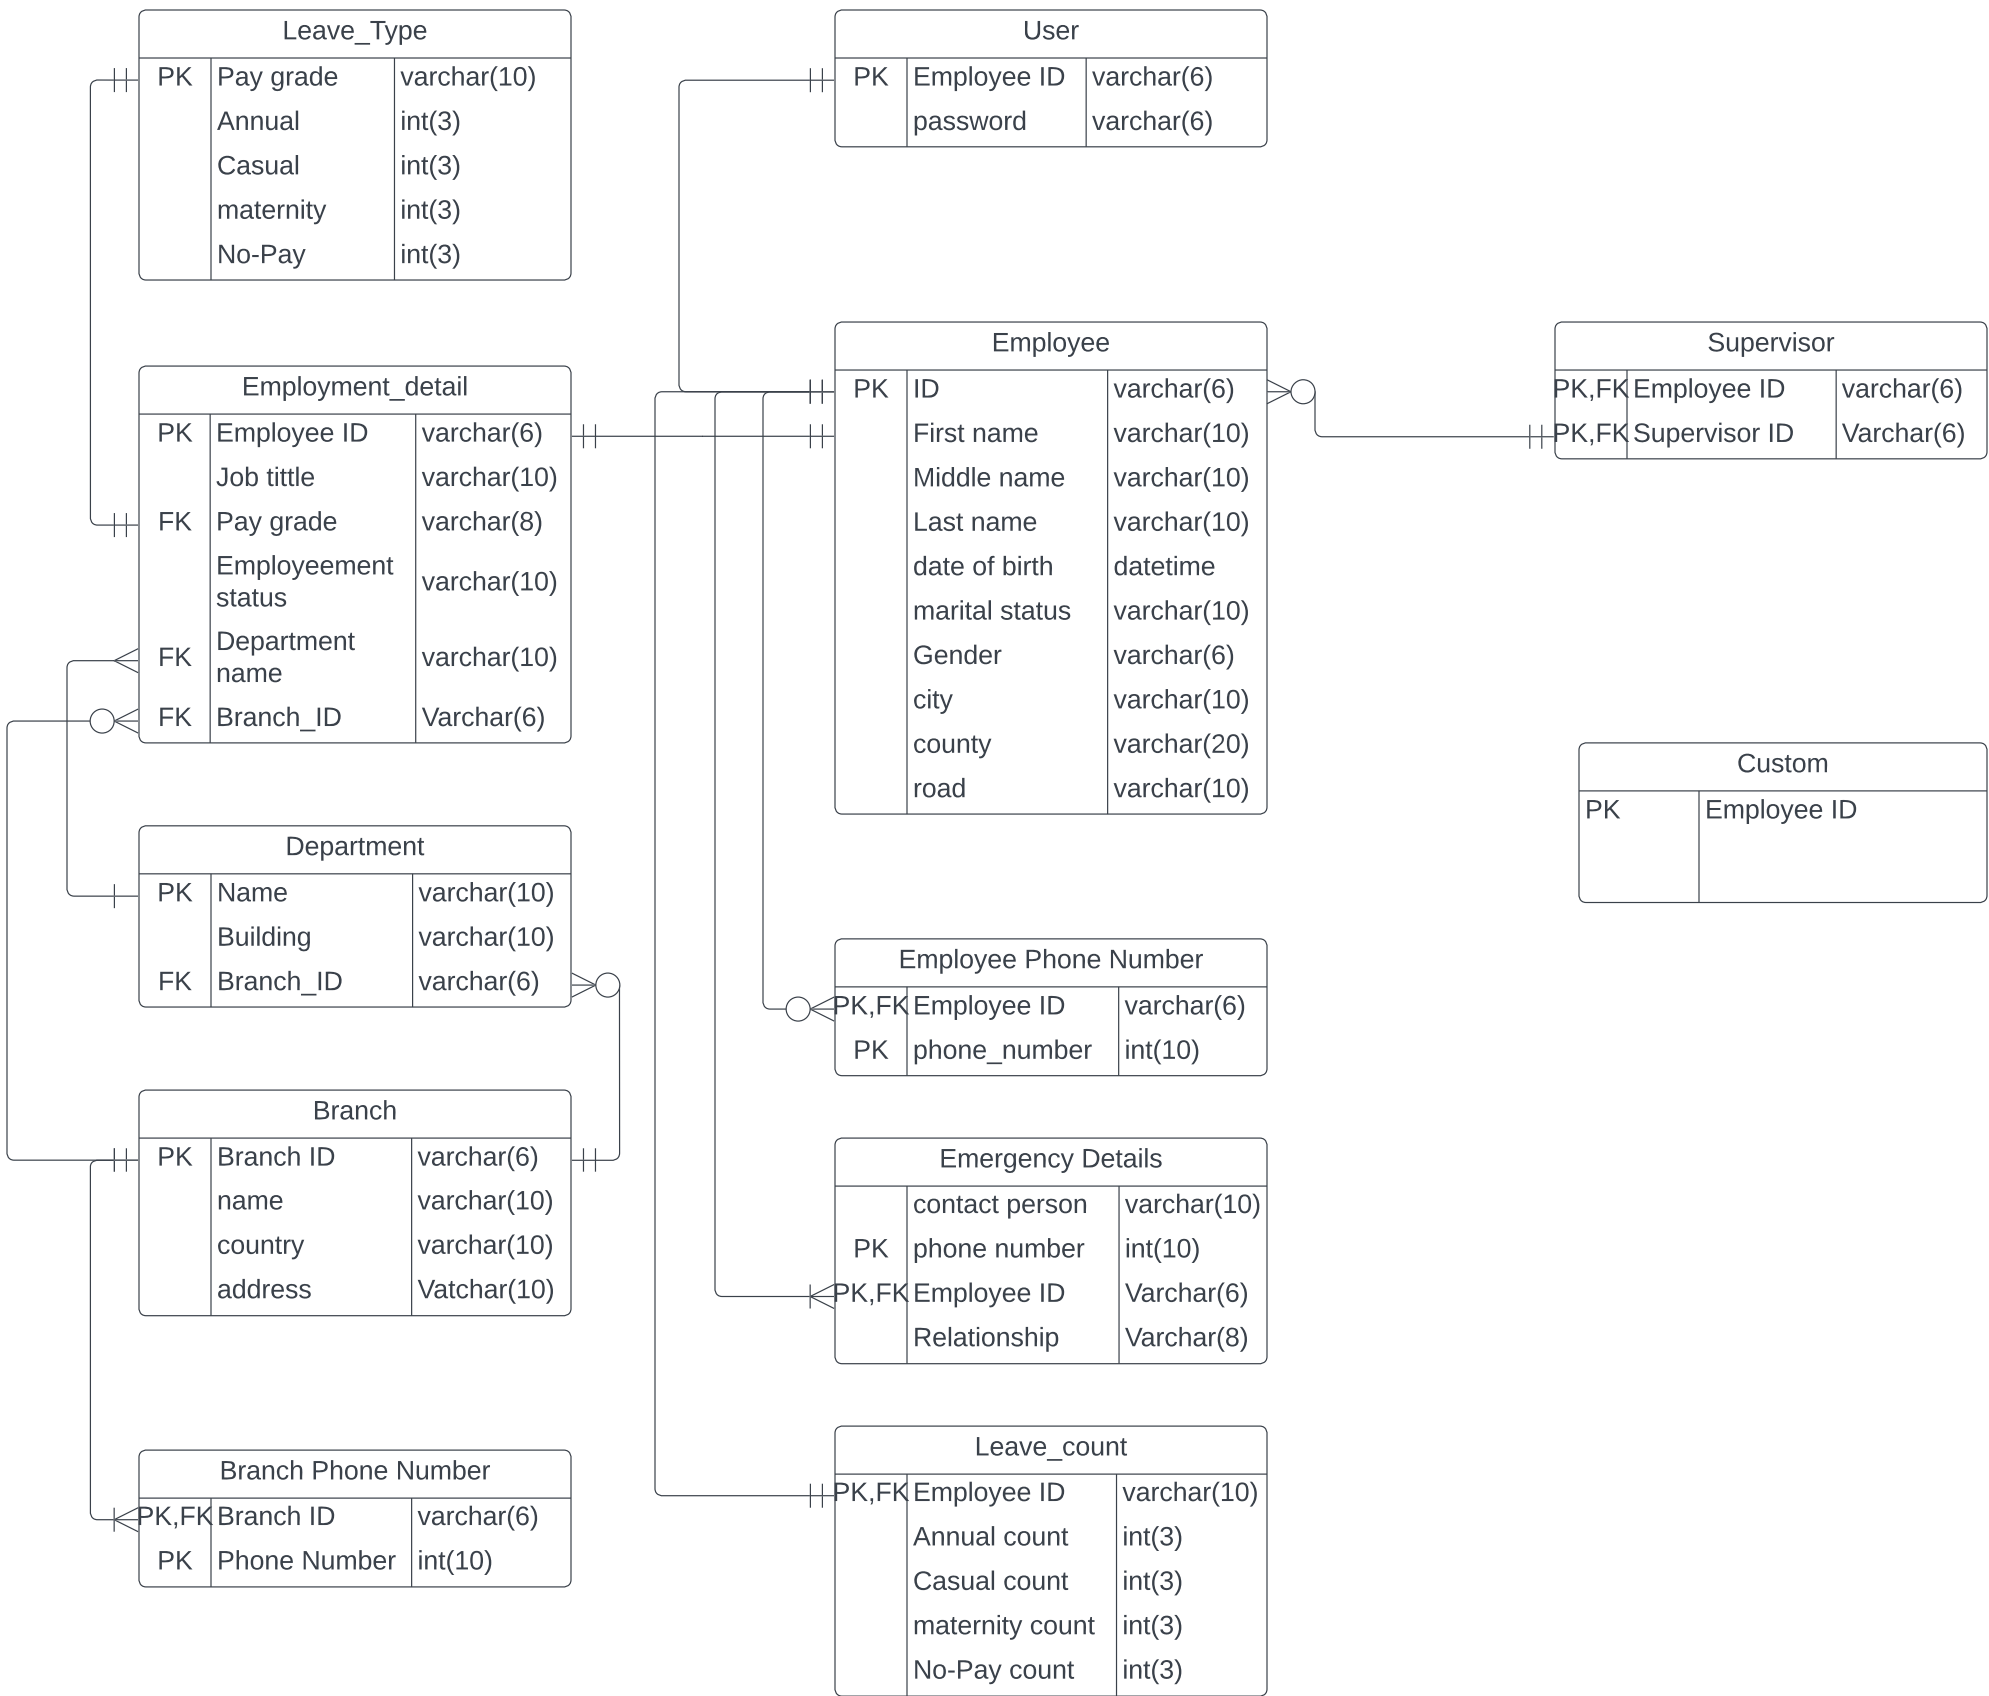 Leave_Type
PK Pay grade varchar(10)
Annual int(3)
Casual int(3)
maternity int(3)
No-Pay int(3)
User
PK Employee ID varchar(6)
password varchar(6)
Employment_detail
PK Employee ID varchar(6)
Job tittle varchar(10)
FK Pay grade varchar(8)
Employeement
status varchar(10)
FK Department
name varchar(10)
FK Branch_ID Varchar(6)
Employee
PK ID varchar(6)
First name varchar(10)
Middle name varchar(10)
Last name varchar(10)
date of birth datetime
marital status varchar(10)
Gender varchar(6)
city varchar(10)
county varchar(20)
road varchar(10)
Supervisor
PK,FK Employee ID varchar(6)
PK,FK Supervisor ID Varchar(6)
Custom
PK Employee ID
Department
PK Name varchar(10)
Building varchar(10)
FK Branch_ID varchar(6)
Employee Phone Number
PK,FK Employee ID varchar(6)
PK phone_number int(10)
Branch
PK Branch ID varchar(6)
name varchar(10)
country varchar(10)
address Vatchar(10)
Emergency Details
contact person varchar(10)
PK phone number int(10)
PK,FK Employee ID Varchar(6)
Relationship Varchar(8)
Branch Phone Number
PK,FK Branch ID varchar(6)
PK Phone Number int(10)
Leave_count
PK,FK Employee ID varchar(10)
Annual count int(3)
Casual count int(3)
maternity count int(3)
No-Pay count int(3)